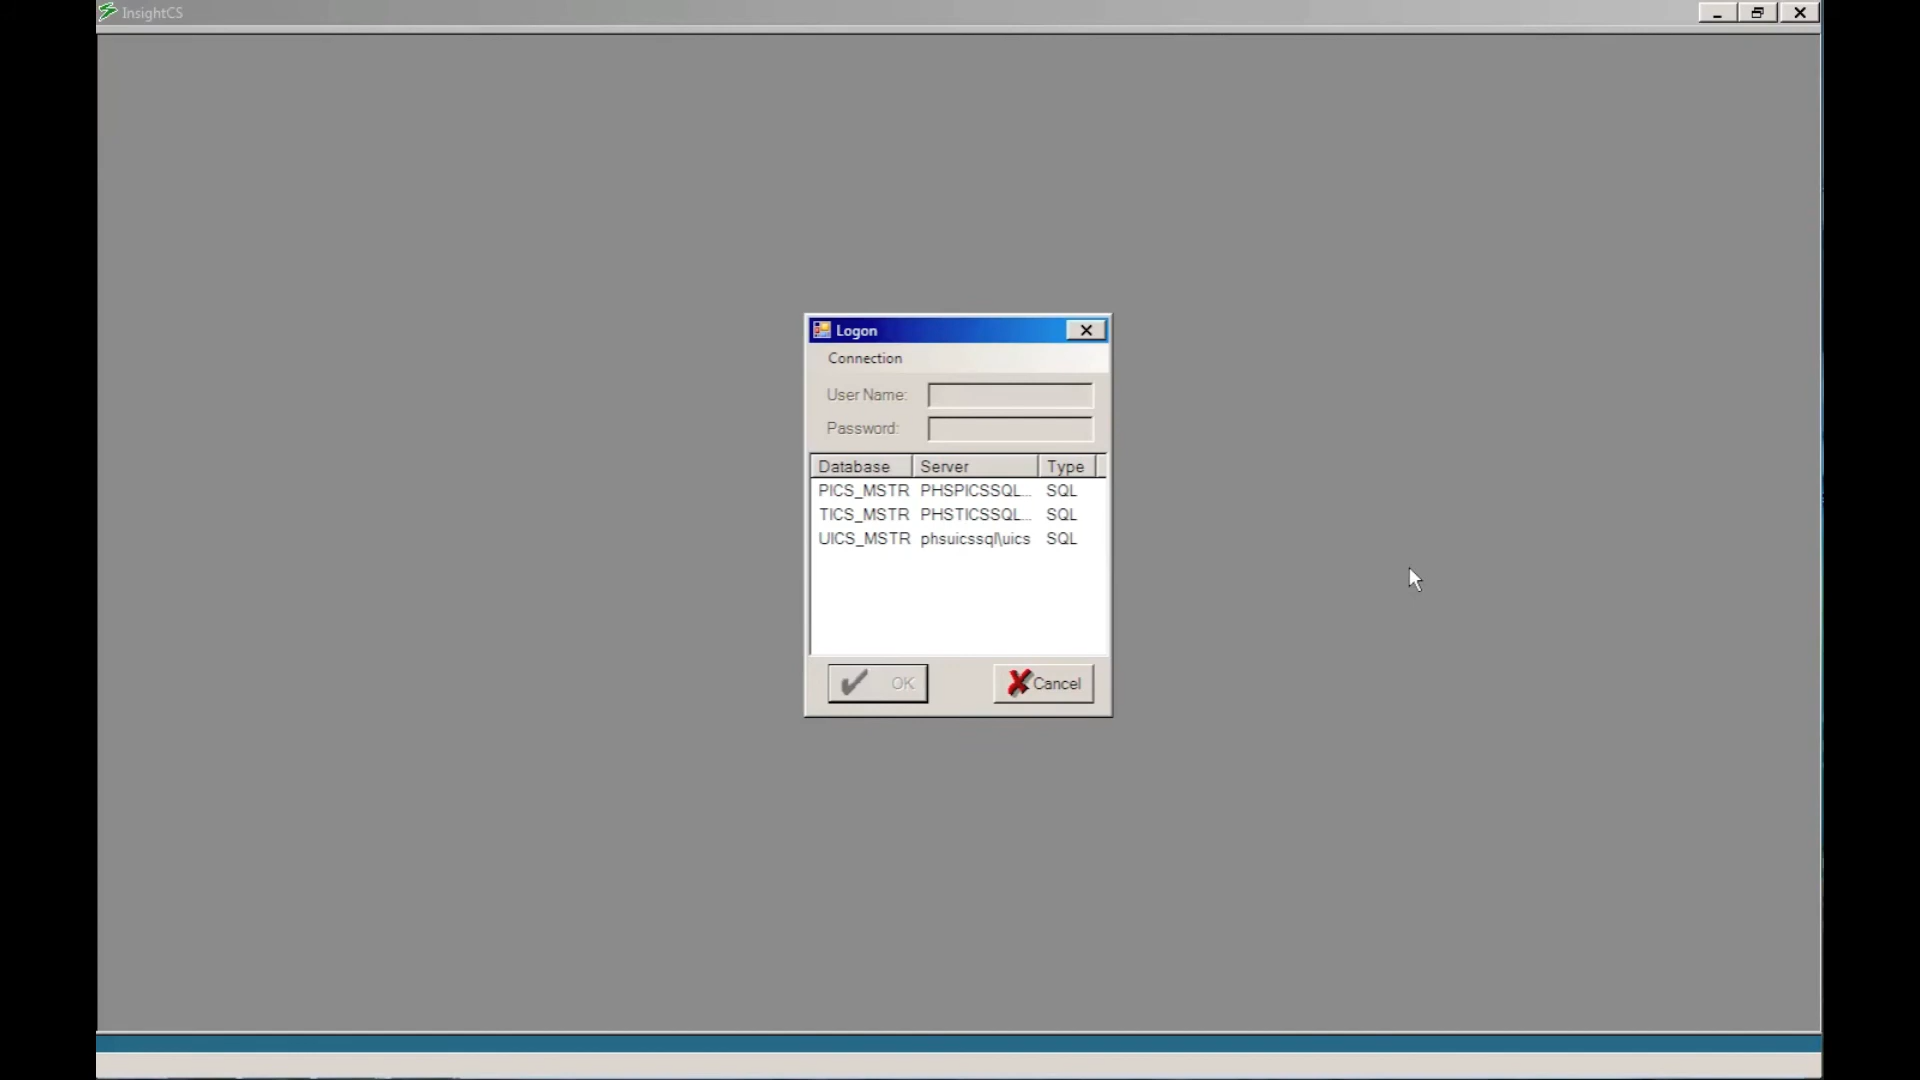 InsightCS
Logon
Connection
User Name:
Password:
Database Server Type
PICS_MSTR PHSPICSSQL... SQL
TICS_MSTR PHSTICSSQL... SQL
UICS_MSTR phsuicssql\uics SQL
OK Cancel